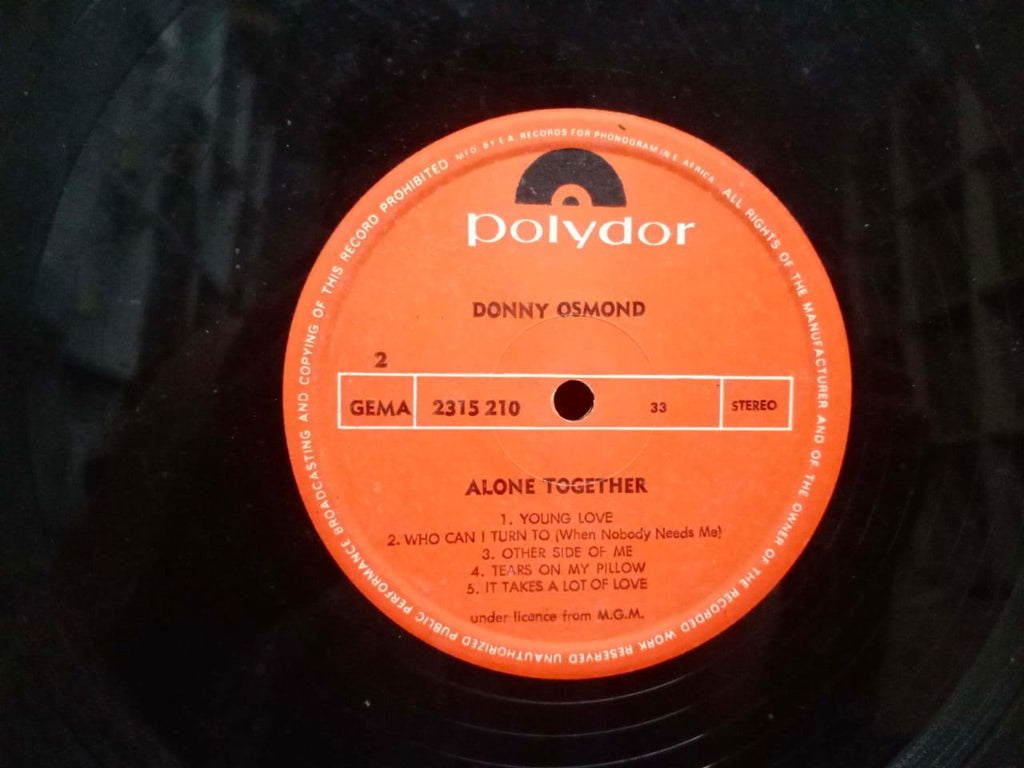 MFD. BY E.A. RECORDS FOR PHONOGRAM IN E. AFRICA
ALL RIGHTS OF THE MANUFACTURER AND OF THE OWNER OF THE RECORDED WORK RESERVED UNAUTHORIZED PUBLIC PERFORMANCE BROADCASTING AND COPYING OF THIS RECORD PROHIBITED
polydor
DONNY OSMOND
2
GEMA 2315 210 33 STEREO
ALONE TOGETHER
1. YOUNG LOVE
2. WHO CAN I TURN TO (When Nobody Needs Me)
3. OTHER SIDE OF ME
4. TEARS ON MY PILLOW
5. IT TAKES A LOT OF LOVE
under licence from M.G.M.